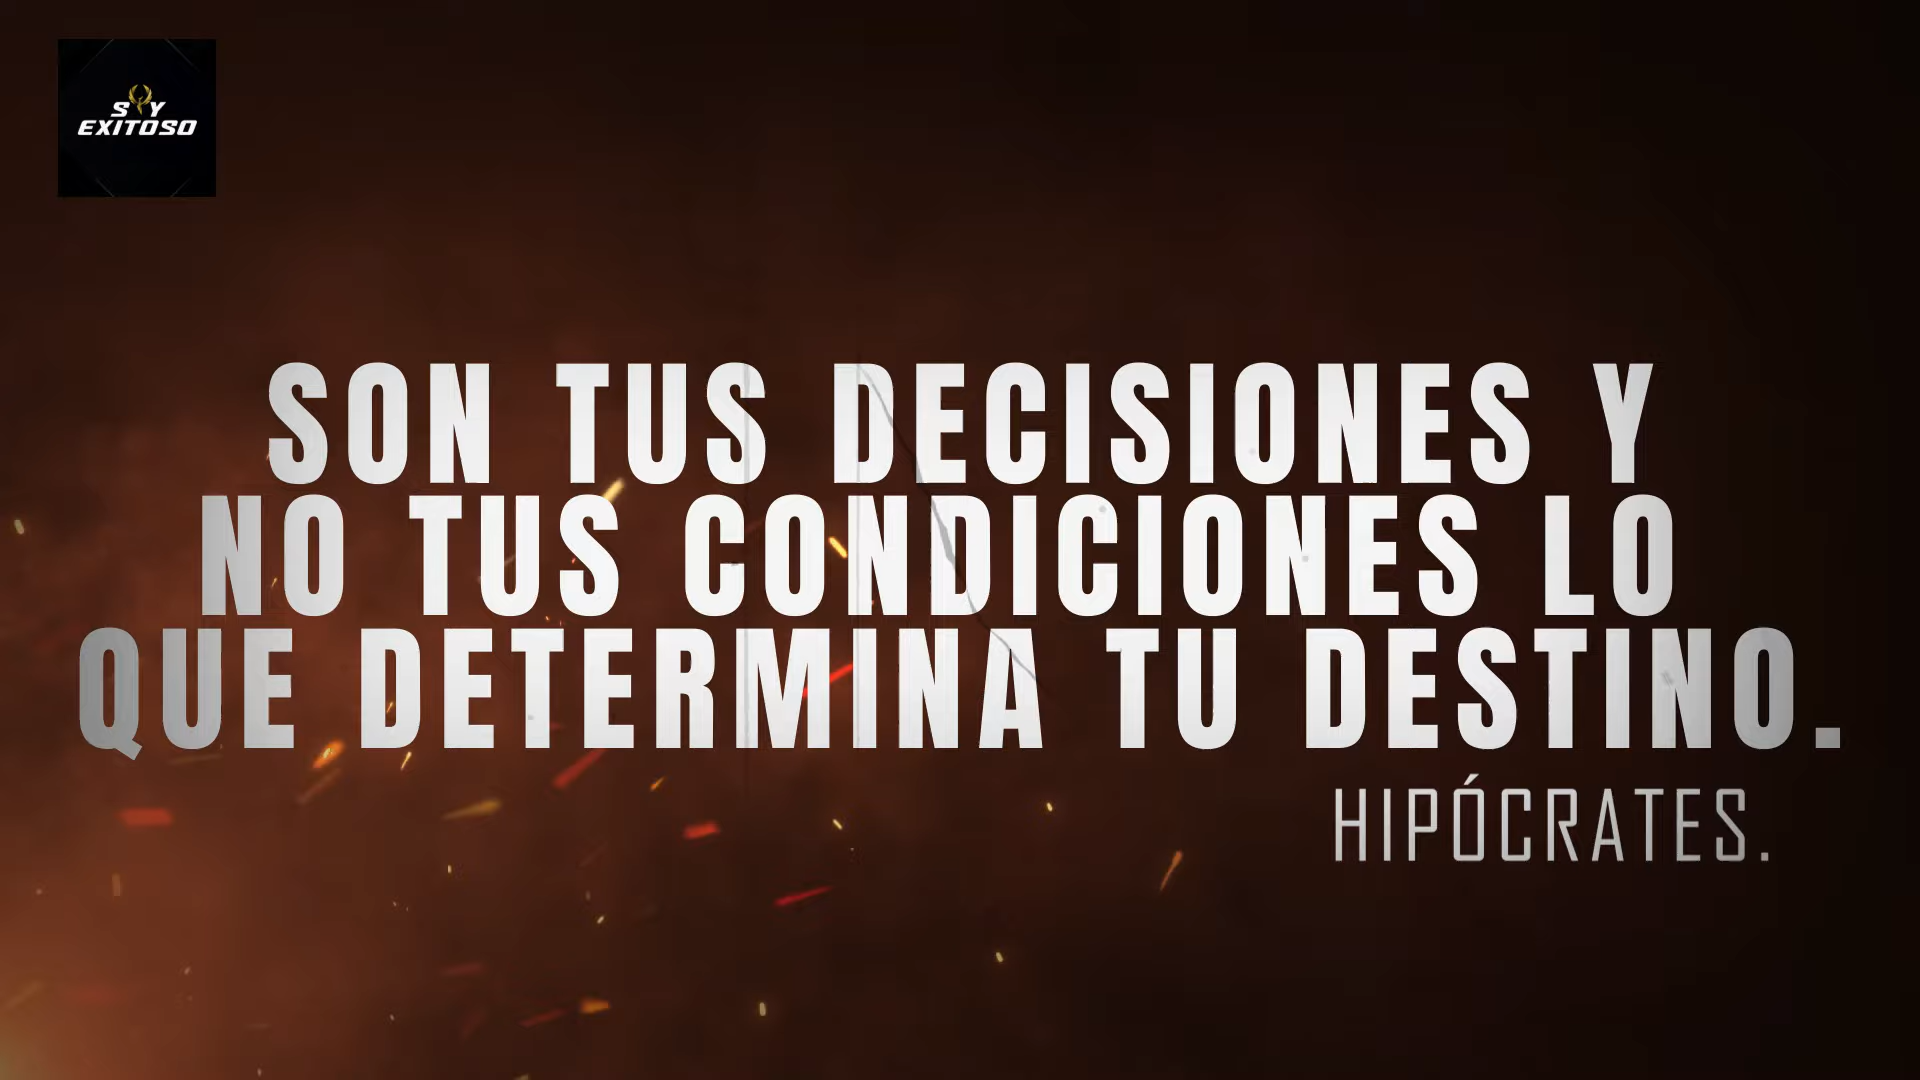 SOY
EXITOSO
SON TUS DECISIONES Y
NO TUS CONDICIONES LO
QUE DETERMINA TU DESTINO.
HIPÓCRATES.